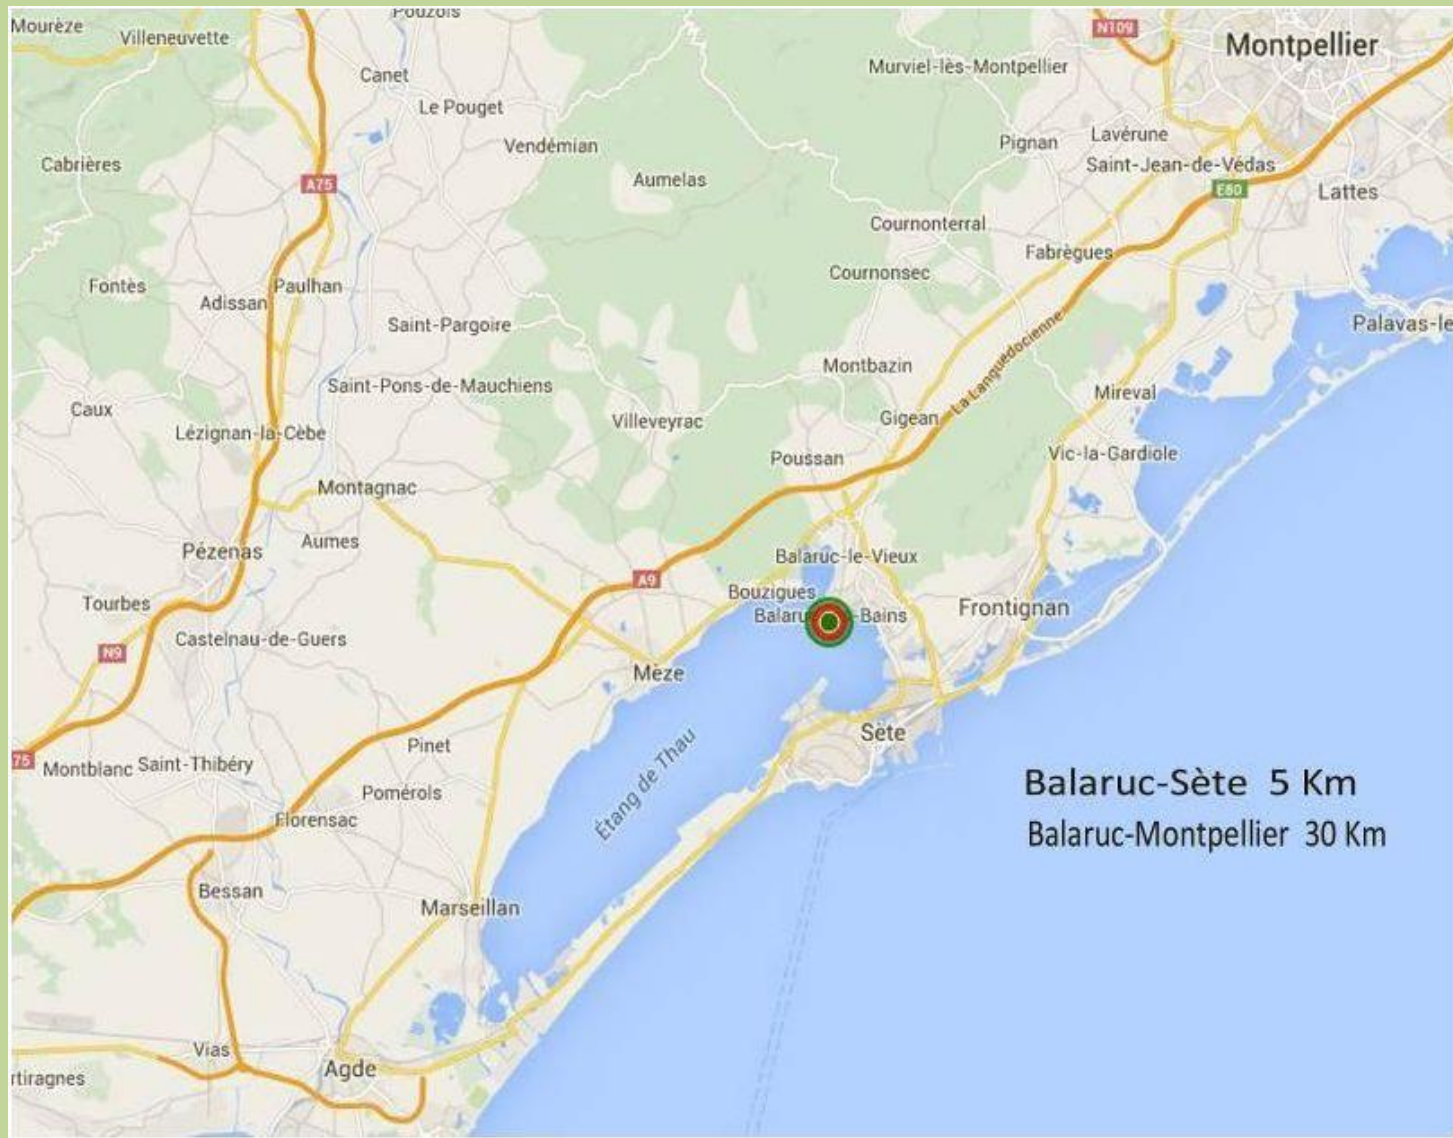 Pouzols
Mourèze
N109
Villeneuvette
Montpellier
Canet
Murviel-lès-Montpellier
Le Pouget
Lavérune
Vendémian
Pignan
Cabrières
Saint-Jean-de-Védas
Aumelas
A75
E80
Lattes
Cournonterral
Fabrègues
Cournonsec
Fontès
Paulhan
Adissan
Saint-Pargoire
Palavas-le
La Languedocienne
Montbazin
Saint-Pons-de-Mauchiens
Mireval
Caux
Villeveyrac
Gigean
Lézignan-la-Cèbe
Vic-la-Gardiole
Poussan
Montagnac
Aumes
Pézenas
Balaruc-le-Vieux
A9
Bouzigues
Tourbes
Frontignan
Balaru -Bains
Castelnau-de-Guers
N9
Mèze
Sète
Pinet
75
Montblanc
Saint-Thibéry
Étang de Thau
Balaruc-Sète 5 Km
Pomérols
Florensac
Balaruc-Montpellier 30 Km
Bessan
Marseillan
Vias
Agde
rtiragnes